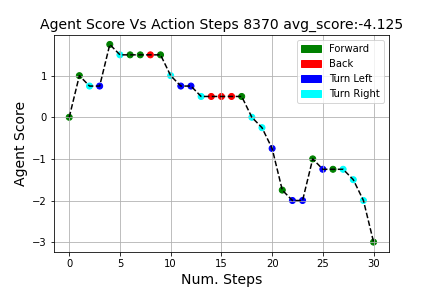 Agent Score Vs Action Steps 8370 avg_score:-4.125
Forward
Back
Turn Left
Turn Right
Agent Score
1
0
−1
−2
−3
0 5 10 15 20 25 30
Num. Steps